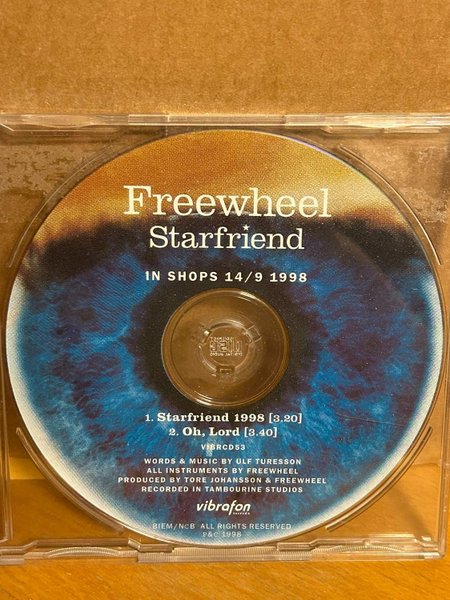 Freewheel
Starfriend
IN SHOPS 14/9 1998
1. Starfriend 1998 [3.20]
2. Oh, Lord [3.40]
VIBRCD53
WORDS & MUSIC BY ULF TURESSON
ALL INSTRUMENTS BY FREEWHEEL
PRODUCED BY TORE JOHANSSON & FREEWHEEL
RECORDED IN TAMBOURINE STUDIOS
vibrafon
records
BIEM/NCB ALL RIGHTS RESERVED
P&C 1998